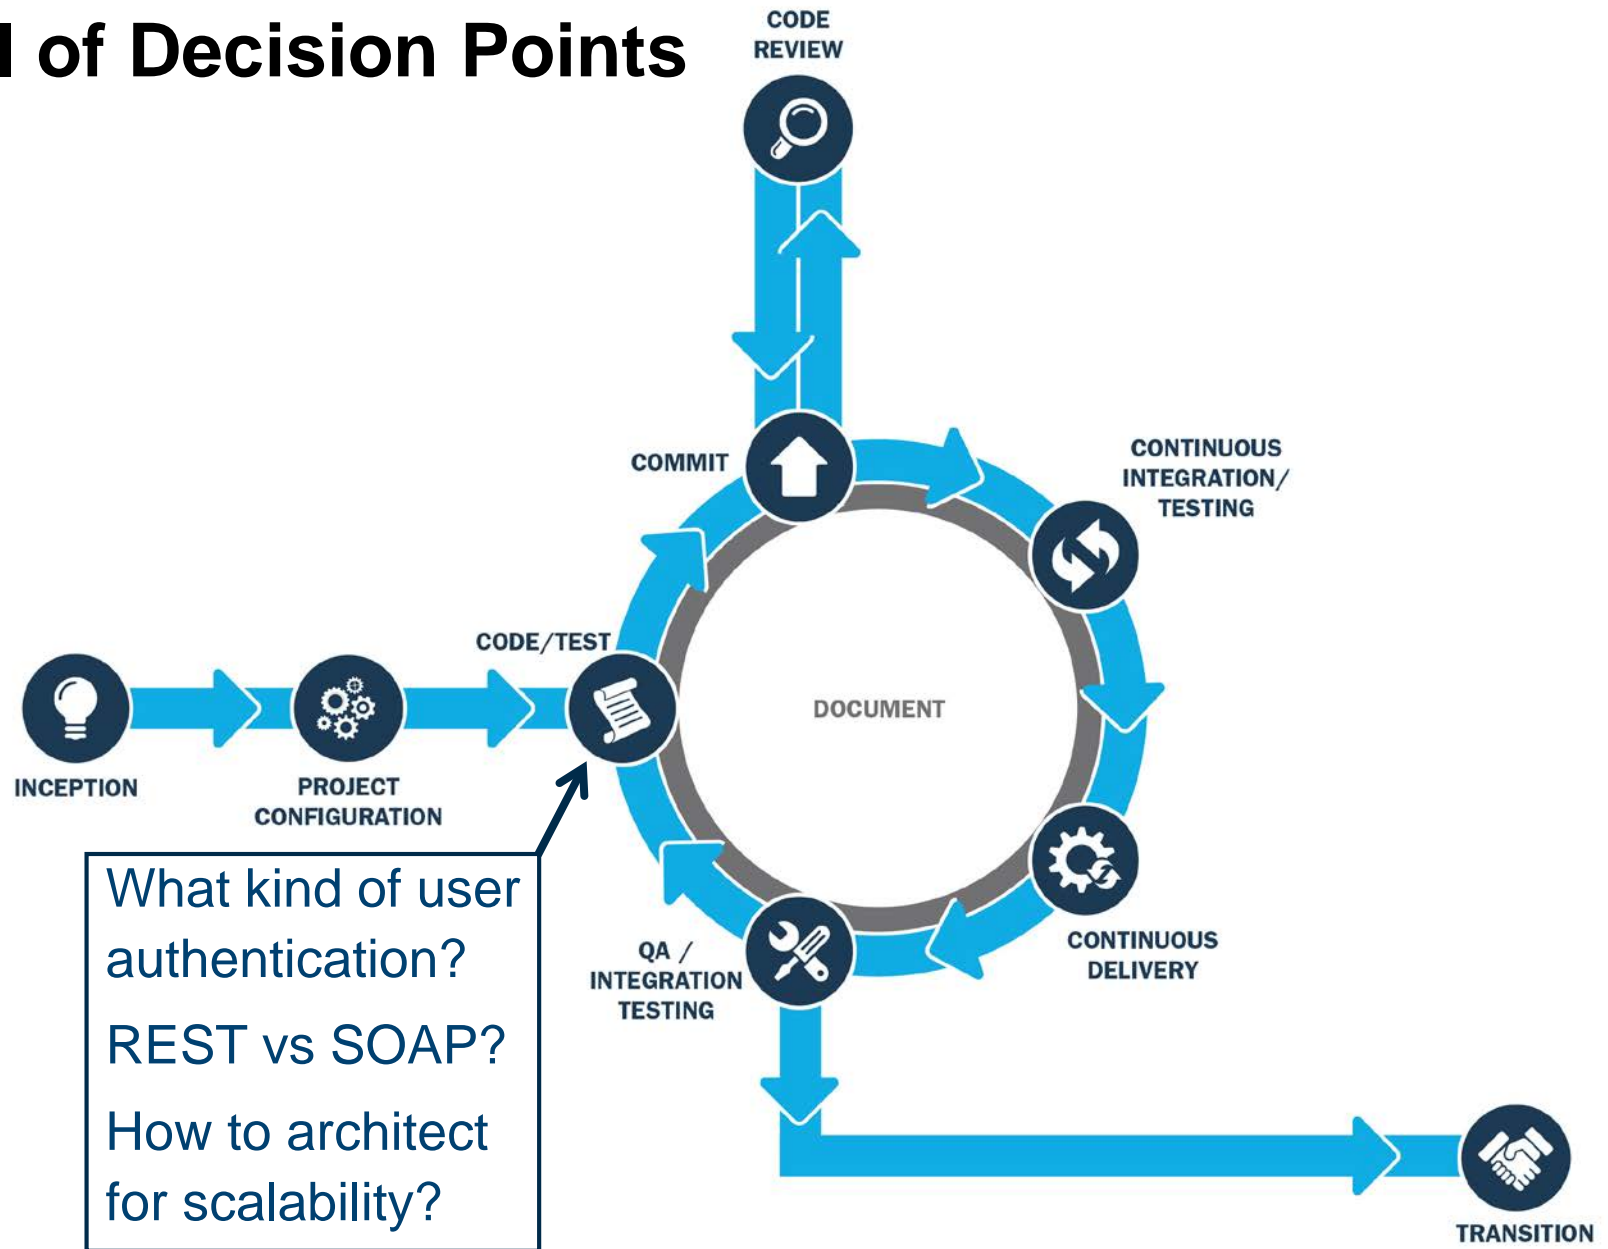 of Decision Points
CODE
REVIEW
COMMIT
CONTINUOUS
INTEGRATION/
TESTING
CODE/TEST
DOCUMENT
INCEPTION
PROJECT
CONFIGURATION
What kind of user
authentication?
REST vs SOAP?
How to architect
for scalability?
QA /
INTEGRATION
TESTING
CONTINUOUS
DELIVERY
TRANSITION